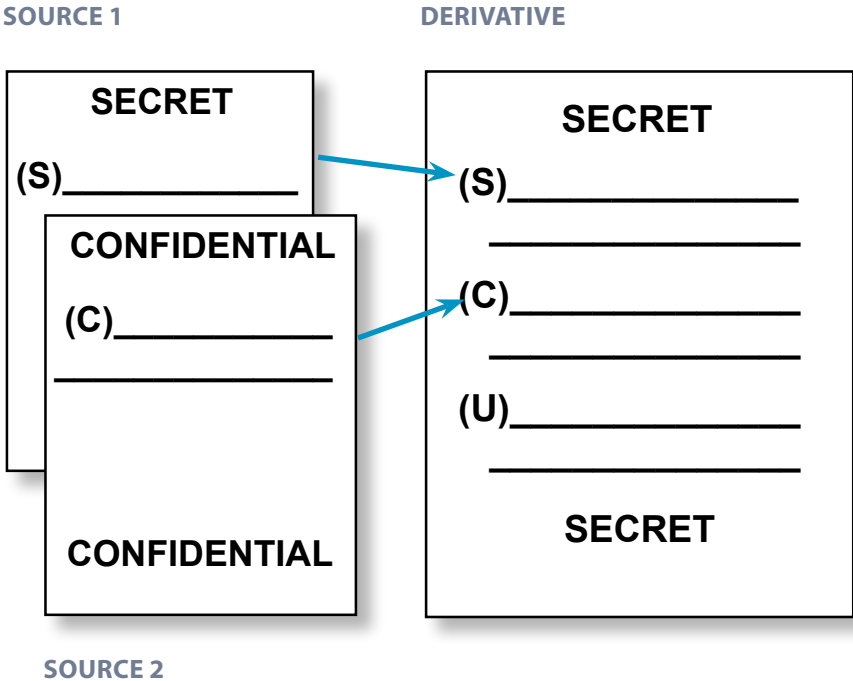 SOURCE 1
SECRET
(S)
CONFIDENTIAL
(C)
CONFIDENTIAL
SOURCE 2
DERIVATIVE
SECRET
(S)
(C)
(U)
SECRET